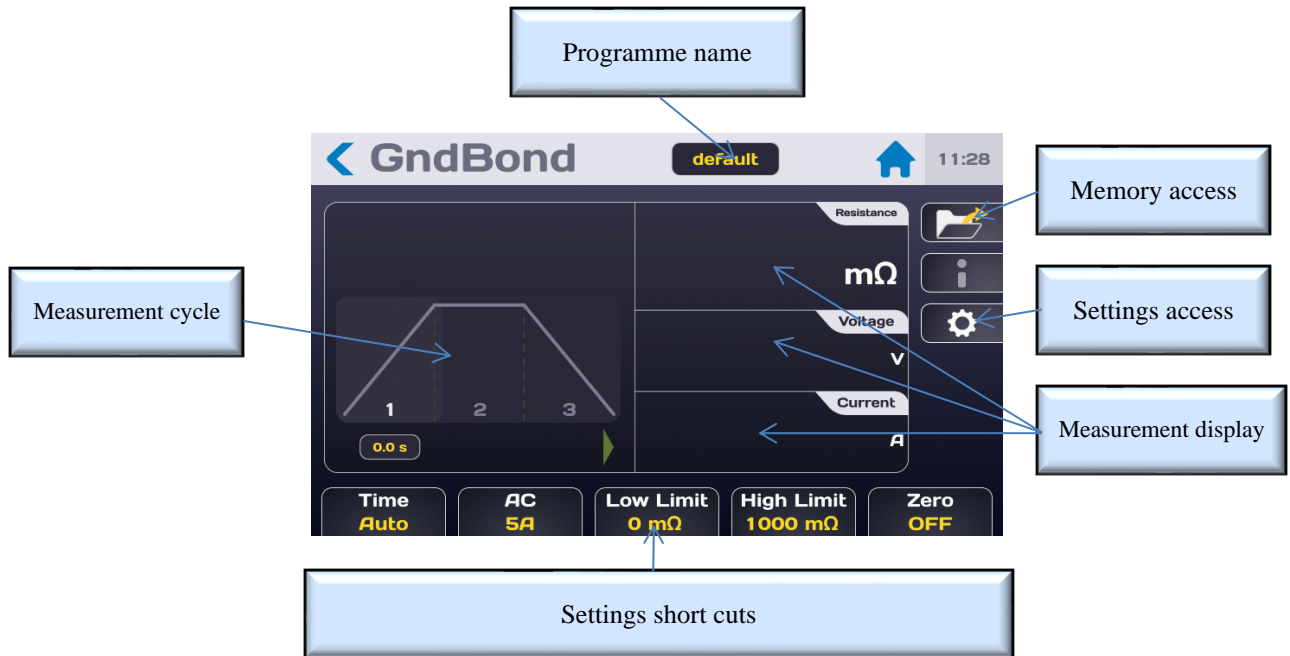 Programme name
GndBond
default
11:28
Memory access
Resistance
mΩ
Settings access
Measurement cycle
Voltage
V
1 2 3
Current
A
Measurement display
0.0 s
Time
Auto
AC
5A
Low Limit
0 mΩ
High Limit
1000 mΩ
Zero
OFF
Settings short cuts